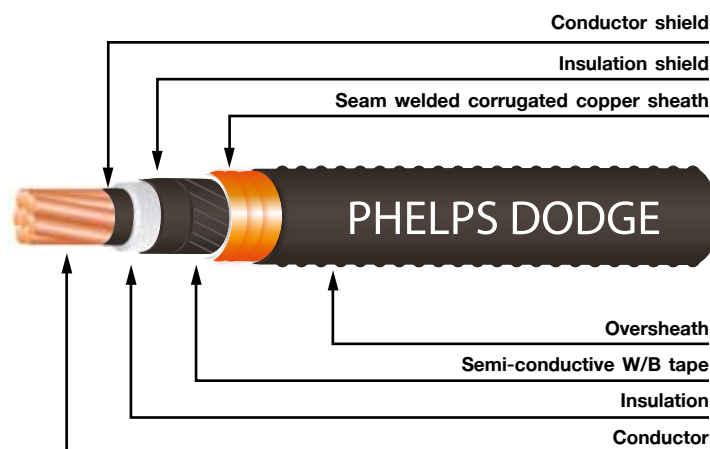 Conductor shield
Insulation shield
Seam welded corrugated copper sheath
PHELPS DODGE
Oversheath
Semi-conductive W/B tape
Insulation
Conductor